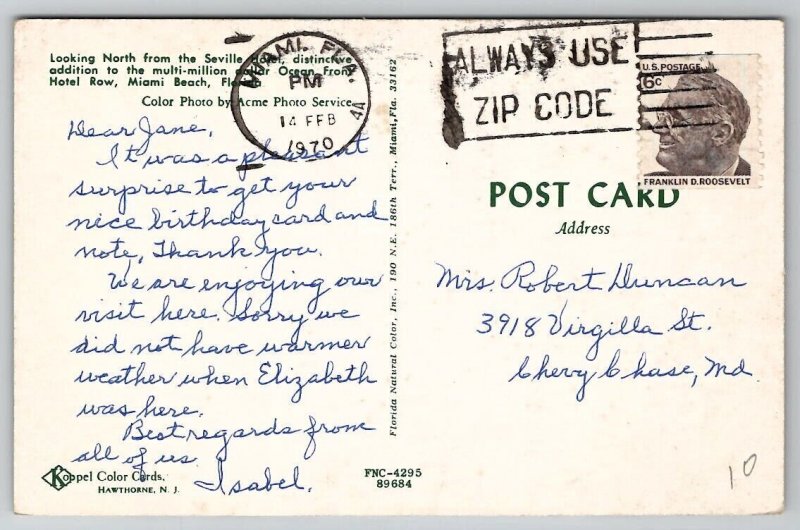 Looking North from the Seville Hotel, distinctive
addition to the multi-million dollar Ocean Front
Hotel Row, Miami Beach, Florida
Color Photo by Acme Photo Service
MIAMI, FLA.
PM
14 FEB
1970
4A
ALWAYS USE
ZIP CODE
U.S. POSTAGE
6c
FRANKLIN D. ROOSEVELT
Dear Jane,
It was a pleasant
surprise to get your
nice birthday card and
note, Thank you.
We are enjoying our
visit here. Sorry we
did not have warmer
weather when Elizabeth
was here.
Best regards from
all of us
Isabel.
Koppel Color Cards.
HAWTHORNE, N. J.
FNC-4295
89684
Florida Natural Color, Inc., 190 N.E. 186th Terr., Miami, Fla. 33162
POST CARD
Address
Mrs. Robert Duncan
3918 Virgilla St.
Chevy Chase, Md
10